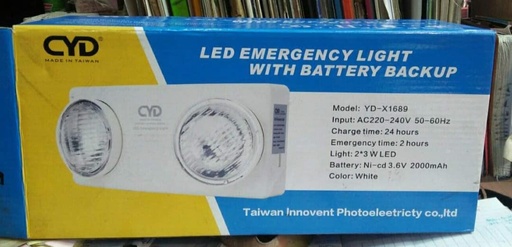 CYD
MADE IN TAIWAN
LED EMERGENCY LIGHT
WITH BATTERY BACKUP
CYD
Model: YD-X1689
Input: AC220-240V 50-60Hz
Charge time: 24 hours
Emergency time: 2 hours
Light: 2*3 W LED
Battery: Ni-cd 3.6V 2000mAh
Color: White
Taiwan Innovent Photoeletricty co.,ltd